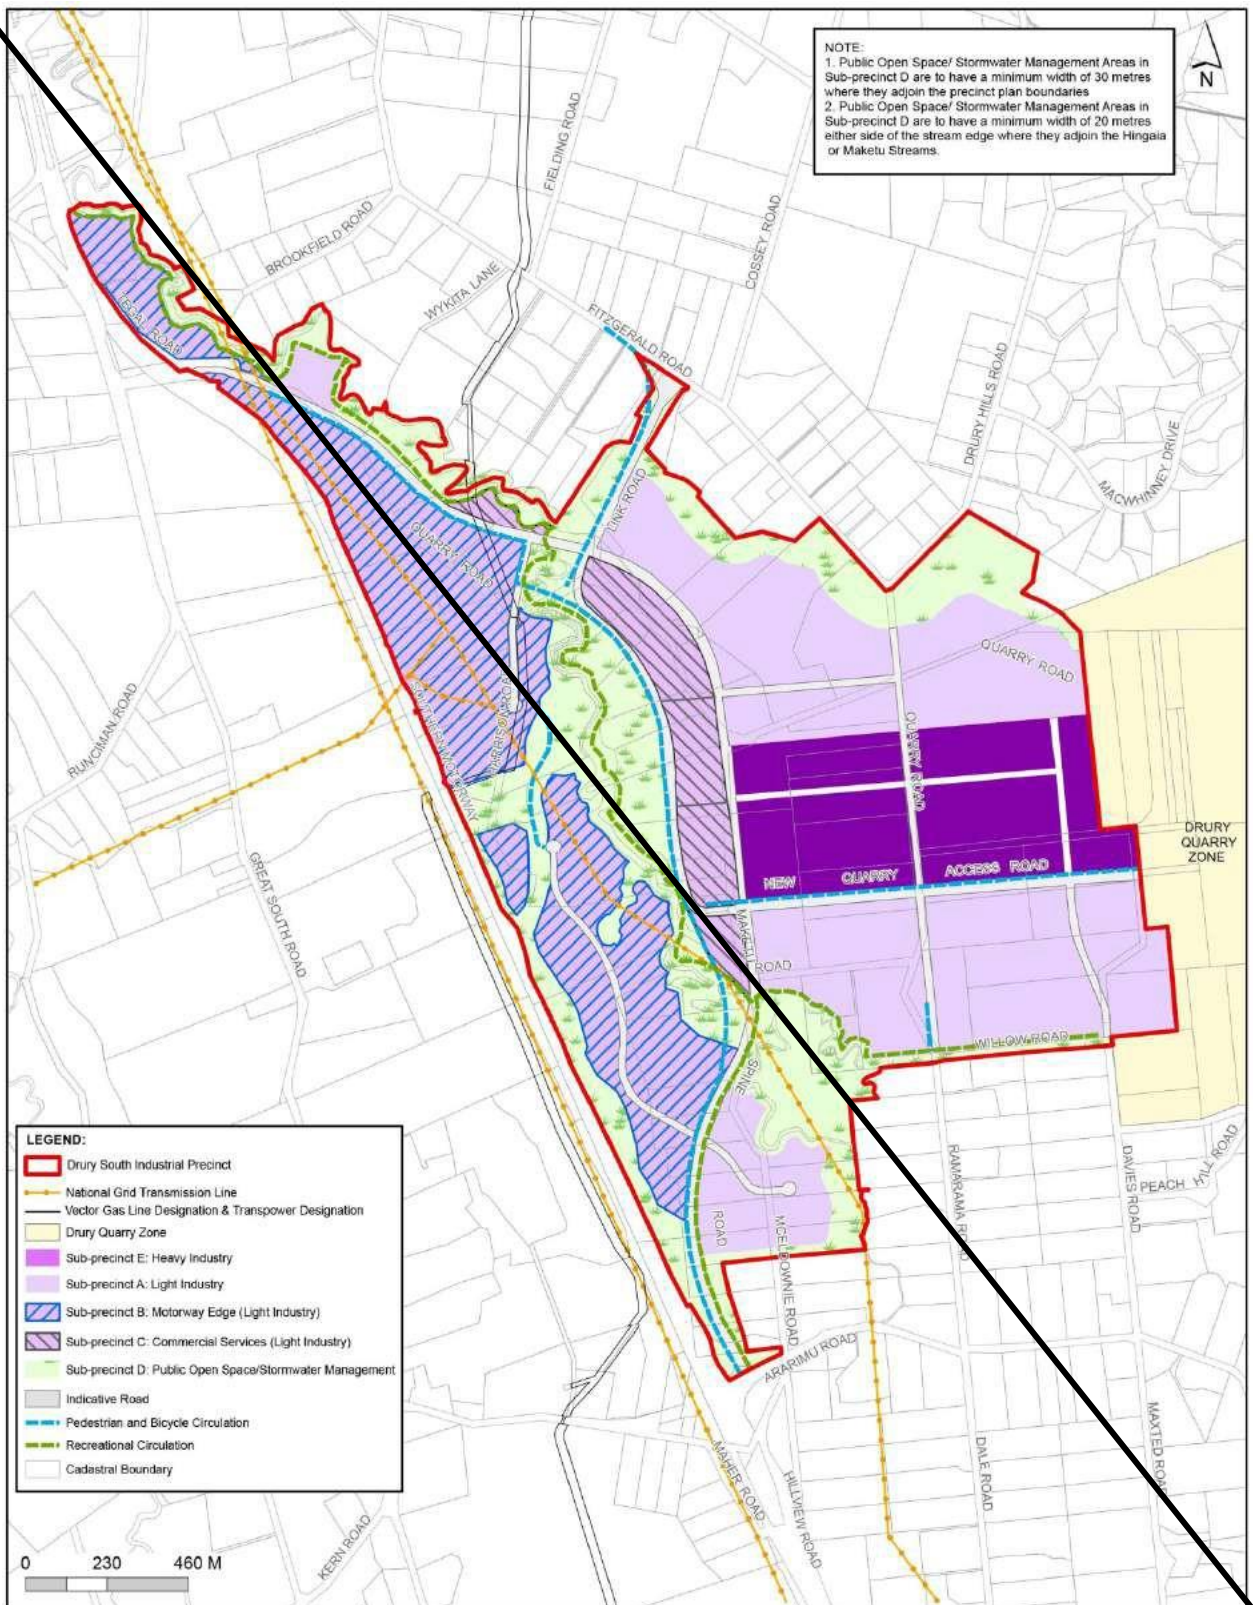 NOTE:
1. Public Open Space/ Stormwater Management Areas in
Sub-precinct D are to have a minimum width of 30 metres
where they adjoin the precinct plan boundaries
2. Public Open Space/ Stormwater Management Areas in
Sub-precinct D are to have a minimum width of 20 metres
either side of the stream edge where they adjoin the Hingaia
or Maketu Streams.
N
FIELDING ROAD
COSSEY ROAD
BROOKFIELD ROAD
WYKITA LANE
FITZGERALD ROAD
LEGAL ROAD
DRURY HILLS ROAD
MACWHINNEY DRIVE
LINK ROAD
QUARRY ROAD
QUARRY ROAD
RUNCIMAN ROAD
SOUTHERN MOTORWAY
HARRISON ROAD
QUARRY ROAD
DRURY
QUARRY
ZONE
GREAT SOUTH ROAD
NEW QUARRY ACCESS ROAD
MAKETU
ROAD
WILLOW ROAD
SPINE
ROAD
MCELDOWNIE ROAD
RAMARAMA ROAD
DAVIES ROAD
PEACH HILL ROAD
ARARIMU ROAD
MAHER ROAD
HILLVIEW ROAD
DALE ROAD
MAXTED ROAD
KERN ROAD
LEGEND:
Drury South Industrial Precinct
National Grid Transmission Line
Vector Gas Line Designation & Transpower Designation
Drury Quarry Zone
Sub-precinct E: Heavy Industry
Sub-precinct A: Light Industry
Sub-precinct B: Motorway Edge (Light Industry)
Sub-precinct C: Commercial Services (Light Industry)
Sub-precinct D: Public Open Space/Stormwater Management
Indicative Road
Pedestrian and Bicycle Circulation
Recreational Circulation
Cadastral Boundary
0 230 460 M